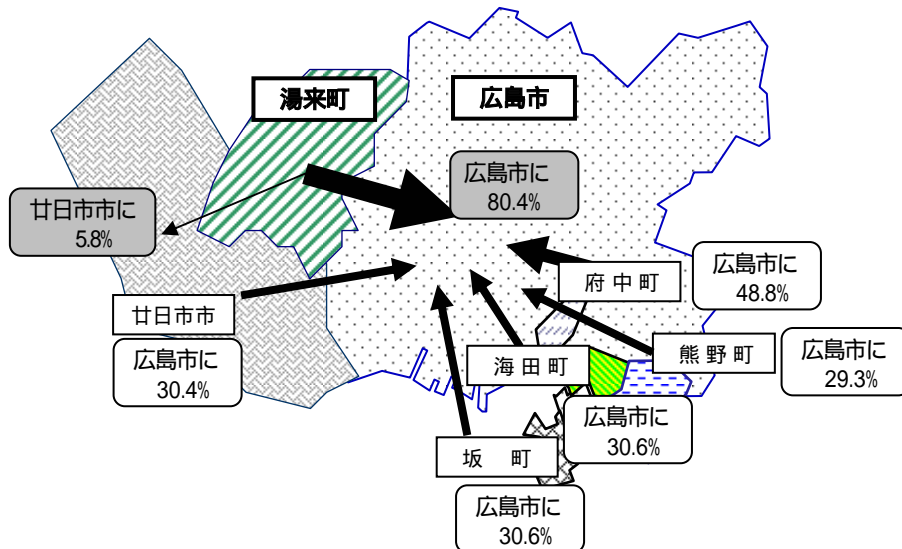 湯来町
広島市
広島市に
80.4%
廿日市市に
5.8%
府中町
広島市に
48.8%
廿日市市
広島市に
30.4%
海田町
熊野町
広島市に
29.3%
広島市に
30.6%
坂 町
広島市に
30.6%